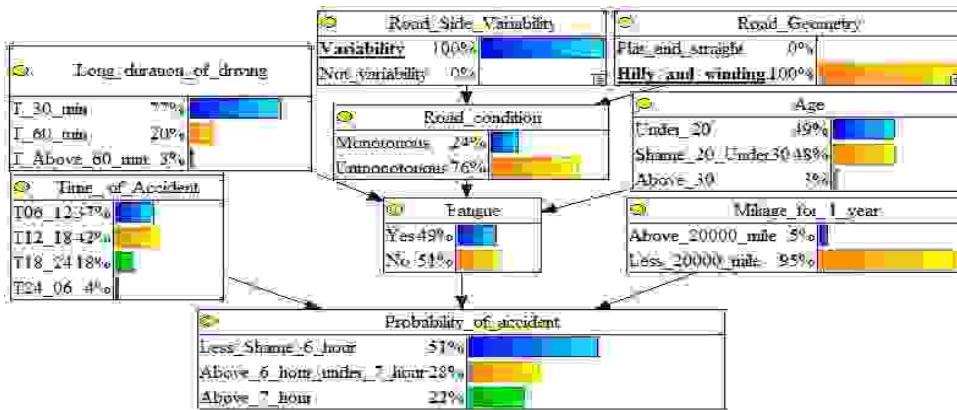 Road_Side_Variability
Variability 100%
Not_variability 0%
Road_Geometry
Flat_and_straight 0%
Hilly_and_winding 100%
Long_duration_of_driving
T_30_min 77%
T_60_min 20%
T_Above_60_min 3%
Road_condition
Monotonous 24%
Unmonotonous 76%
Age
Under_20 49%
Shame_20_Under30 48%
Above_30
Time_of_Accident
T06_12 37%
T12_18 42%
T18_24 18%
T24_06 4%
Fatigue
Yes 49%
No 51%
Milage_for_1_year
Above_20000_mile 5%
Less_20000_mile 95%
Probability_of_accident
Less_Shame_6_hour 51%
Above_6_hour_under_7_hour 28%
Above_7_hour 22%